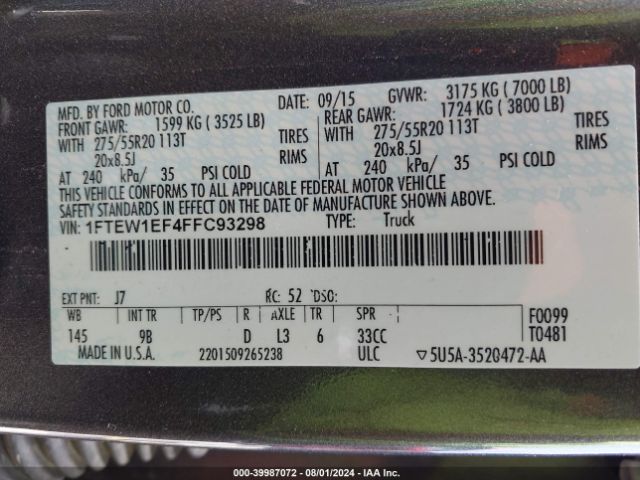 MFD. BY FORD MOTOR CO. DATE: 09/15 GVWR: 3175 KG ( 7000 LB)
FRONT GAWR: 1599 KG ( 3525 LB) REAR GAWR: 1724 KG ( 3800 LB)
WITH 275/55R20 113T TIRES WITH 275/55R20 113T TIRES
20x8.5J RIMS 20x8.5J RIMS
AT 240 kPa/ 35 PSI COLD AT 240 kPa/ 35 PSI COLD
THIS VEHICLE CONFORMS TO ALL APPLICABLE FEDERAL MOTOR VEHICLE
SAFETY STANDARDS IN EFFECT ON THE DATE OF MANUFACTURE SHOWN ABOVE.
VIN: 1FTEW1EF4FFC93298 TYPE: Truck
EXT PNT: J7 RC: 52 DSO:
WB INT TR TP/PS R AXLE TR SPR F0099
145 9B D L3 6 33CC T0481
MADE IN U.S.A. 2201509265238 ULC ▽5U5A-3520472-AA
000-39987072 - 08/01/2024 - IAA Inc.